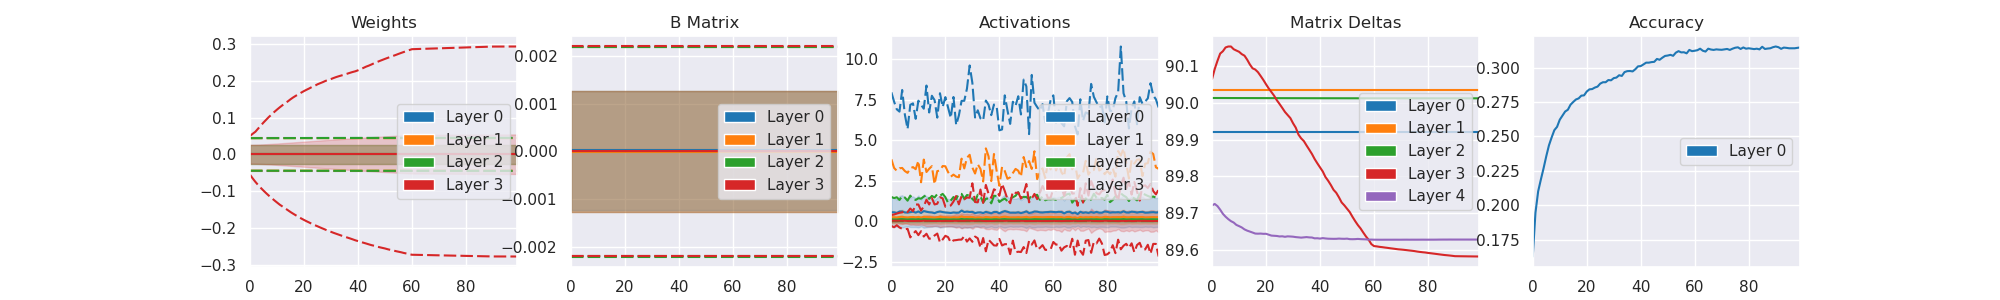 Weights
0.3
0.2
0.1
0.0
−0.1
−0.2
−0.3
0 20 40 60 80
Layer 0
Layer 1
Layer 2
Layer 3
B Matrix
0.002
0.001
0.000
−0.001
−0.002
0 20 40 60 80
Layer 0
Layer 1
Layer 2
Layer 3
Activations
10.0
7.5
5.0
2.5
0.0
−2.5
0 20 40 60 80
Layer 0
Layer 1
Layer 2
Layer 3
Matrix Deltas
90.1
90.0
89.9
89.8
89.7
89.6
0 20 40 60 80
Layer 0
Layer 1
Layer 2
Layer 3
Layer 4
Accuracy
0.300
0.275
0.250
0.225
0.200
0.175
0 20 40 60 80
Layer 0